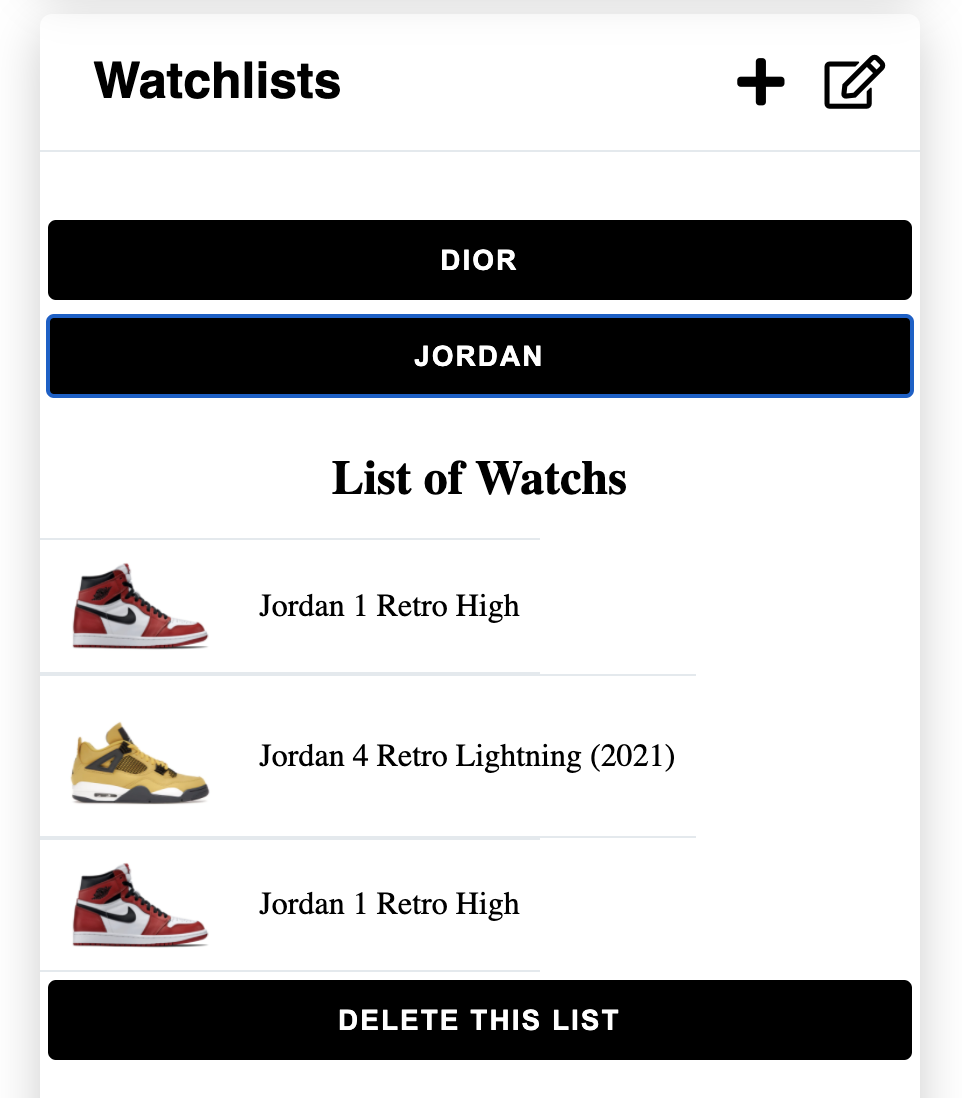 Watchlists
DIOR
JORDAN
List of Watchs
Jordan 1 Retro High
Jordan 4 Retro Lightning (2021)
Jordan 1 Retro High
DELETE THIS LIST